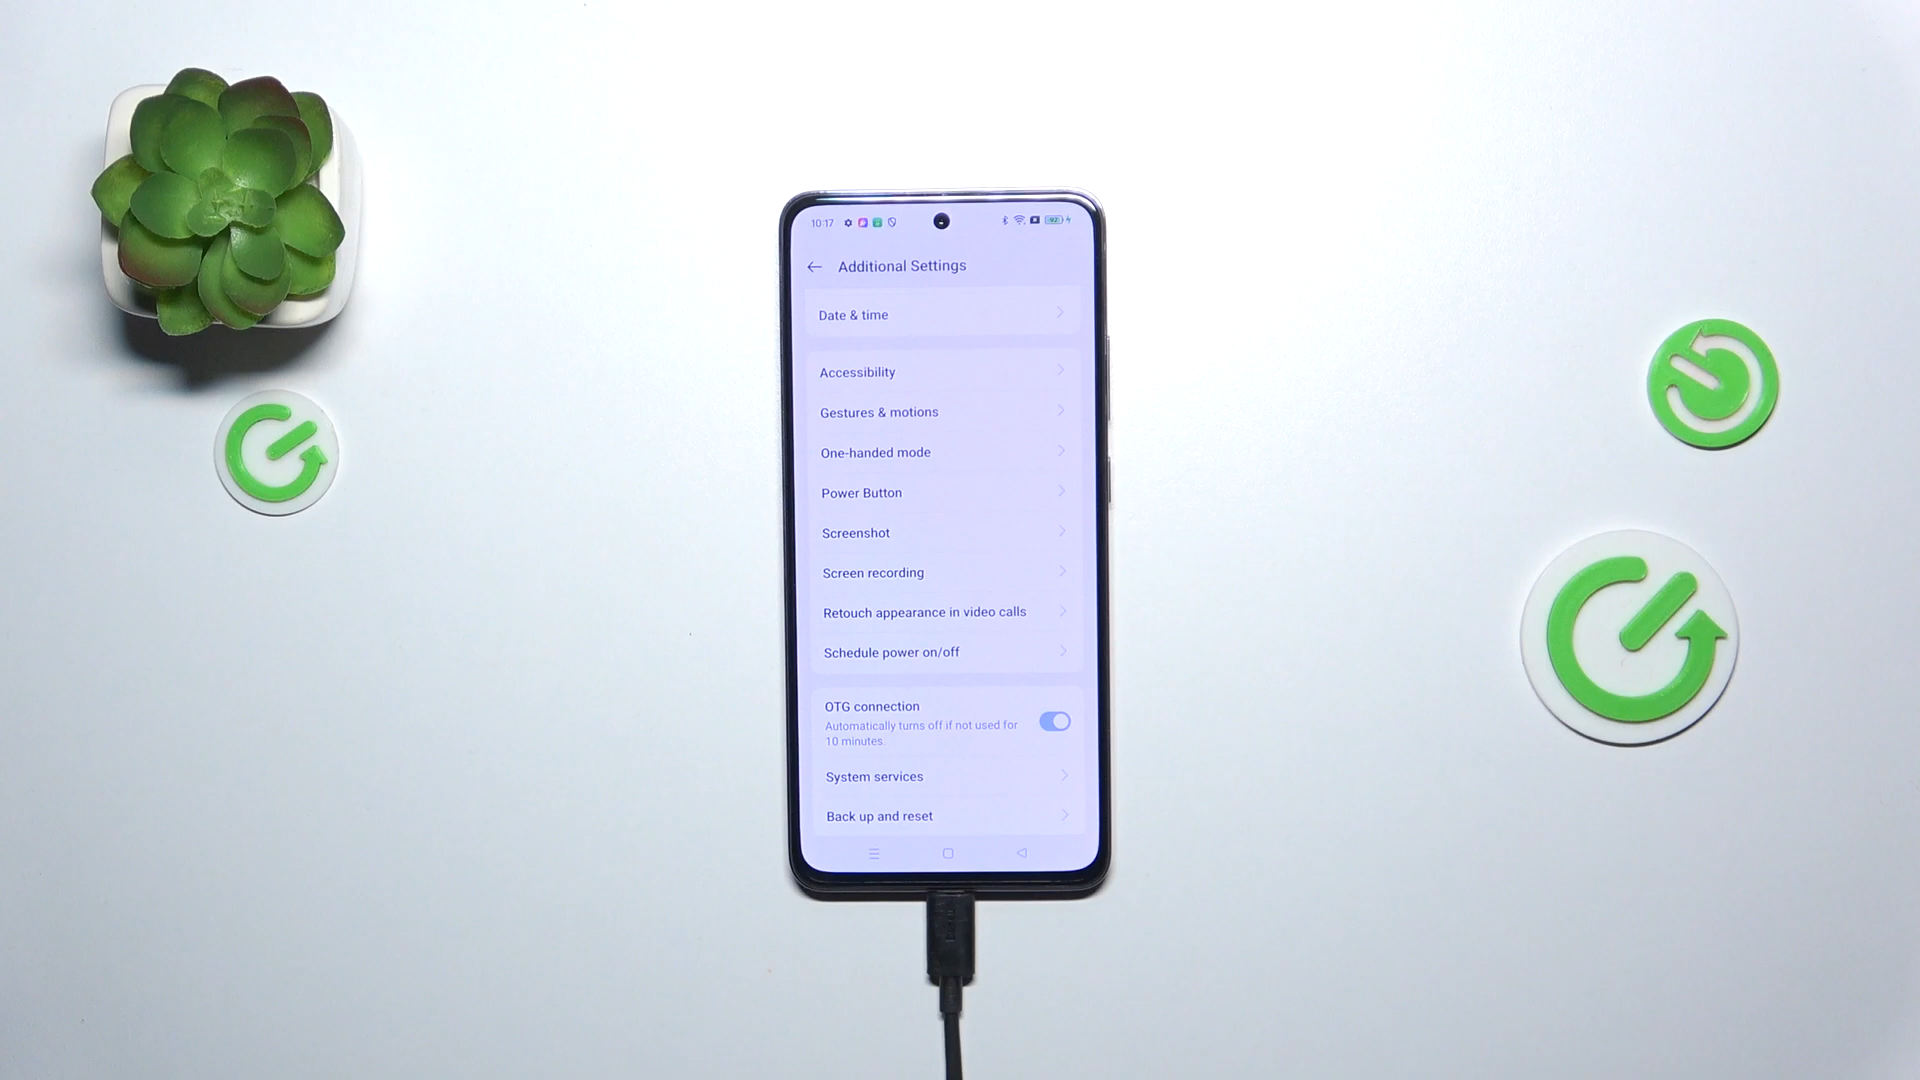 10:17
92
Additional Settings
Date & time
Accessibility
Gestures & motions
One-handed mode
Power Button
Screenshot
Screen recording
Retouch appearance in video calls
Schedule power on/off
OTG connection
Automatically turns off if not used for
10 minutes.
System services
Back up and reset